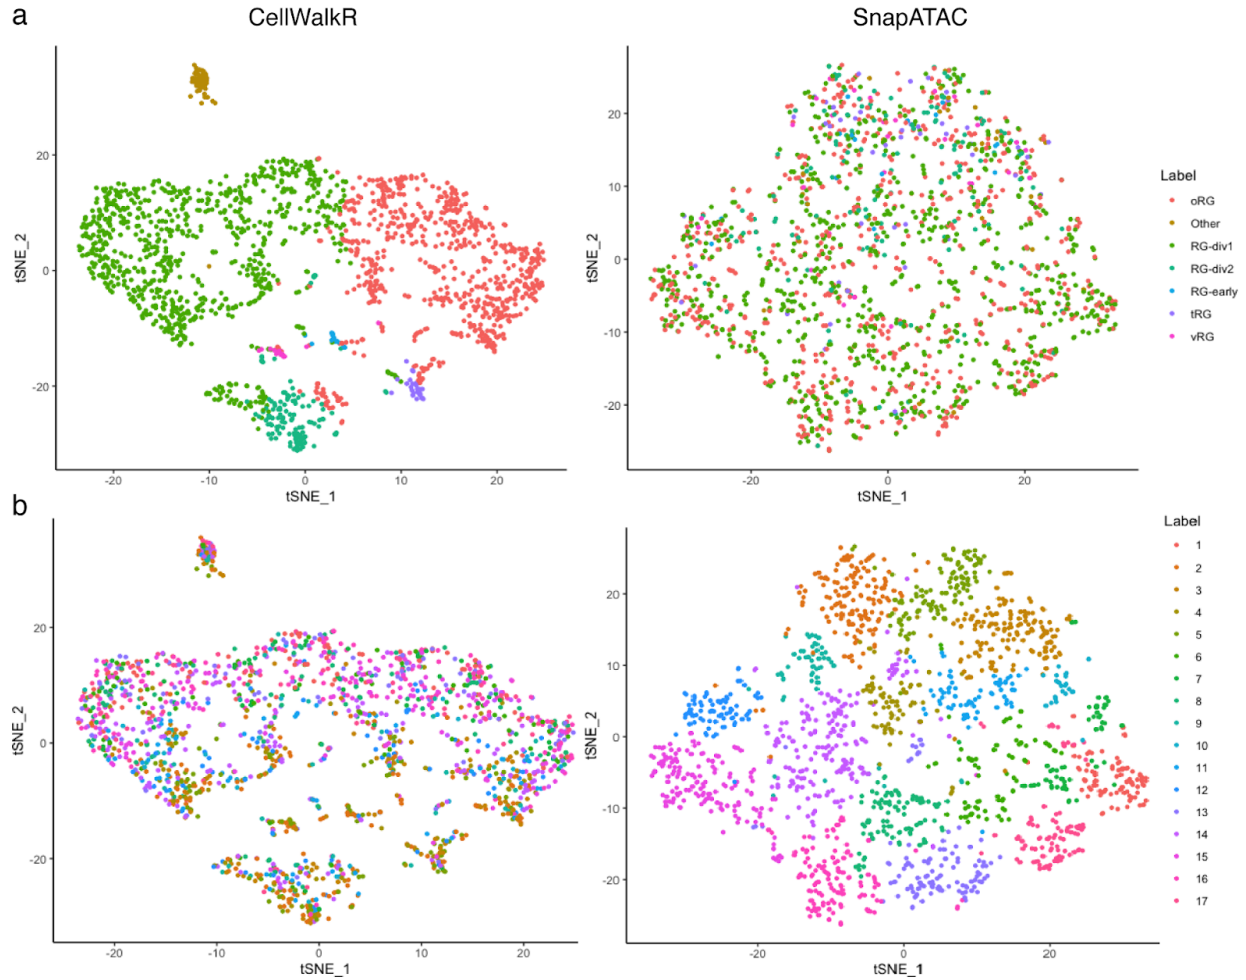 a
CellWalkR
SnapATAC
20
0
-20
tSNE_2
-20
-10
0
10
20
tSNE_1
20
10
0
-10
-20
tSNE_2
-20
0
20
tSNE_1
Label
oRG
Other
RG-div1
RG-div2
RG-early
tRG
vRG
b
20
0
-20
tSNE_2
-20
-10
0
10
20
tSNE_1
20
10
0
-10
-20
tSNE_2
-20
0
20
tSNE_1
Label
1
2
3
4
5
6
7
8
9
10
11
12
13
14
15
16
17